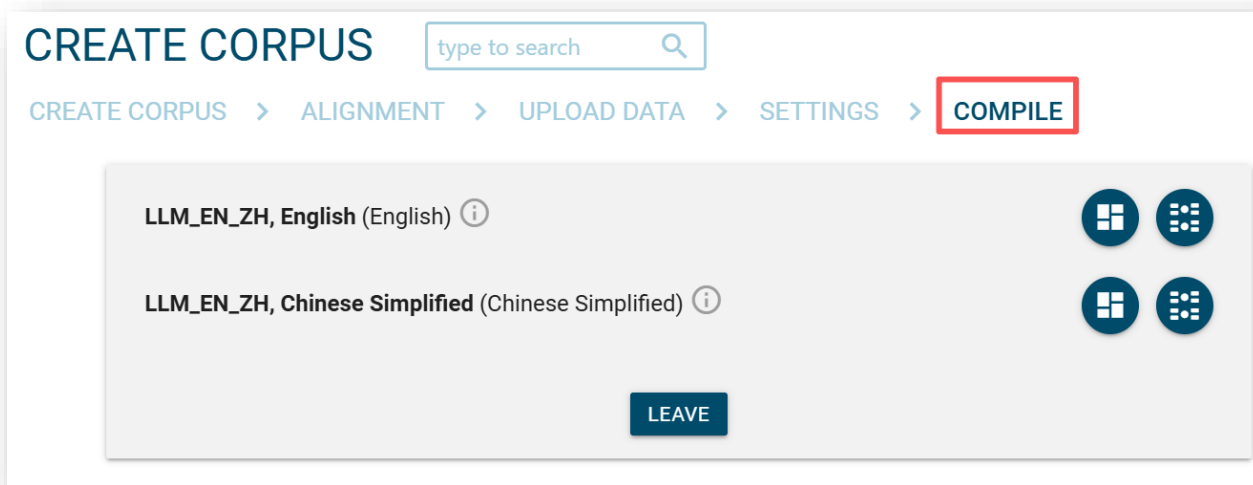 CREATE CORPUS type to search
CREATE CORPUS > ALIGNMENT > UPLOAD DATA > SETTINGS > COMPILE
LLM_EN_ZH, English (English)
LLM_EN_ZH, Chinese Simplified (Chinese Simplified)
LEAVE